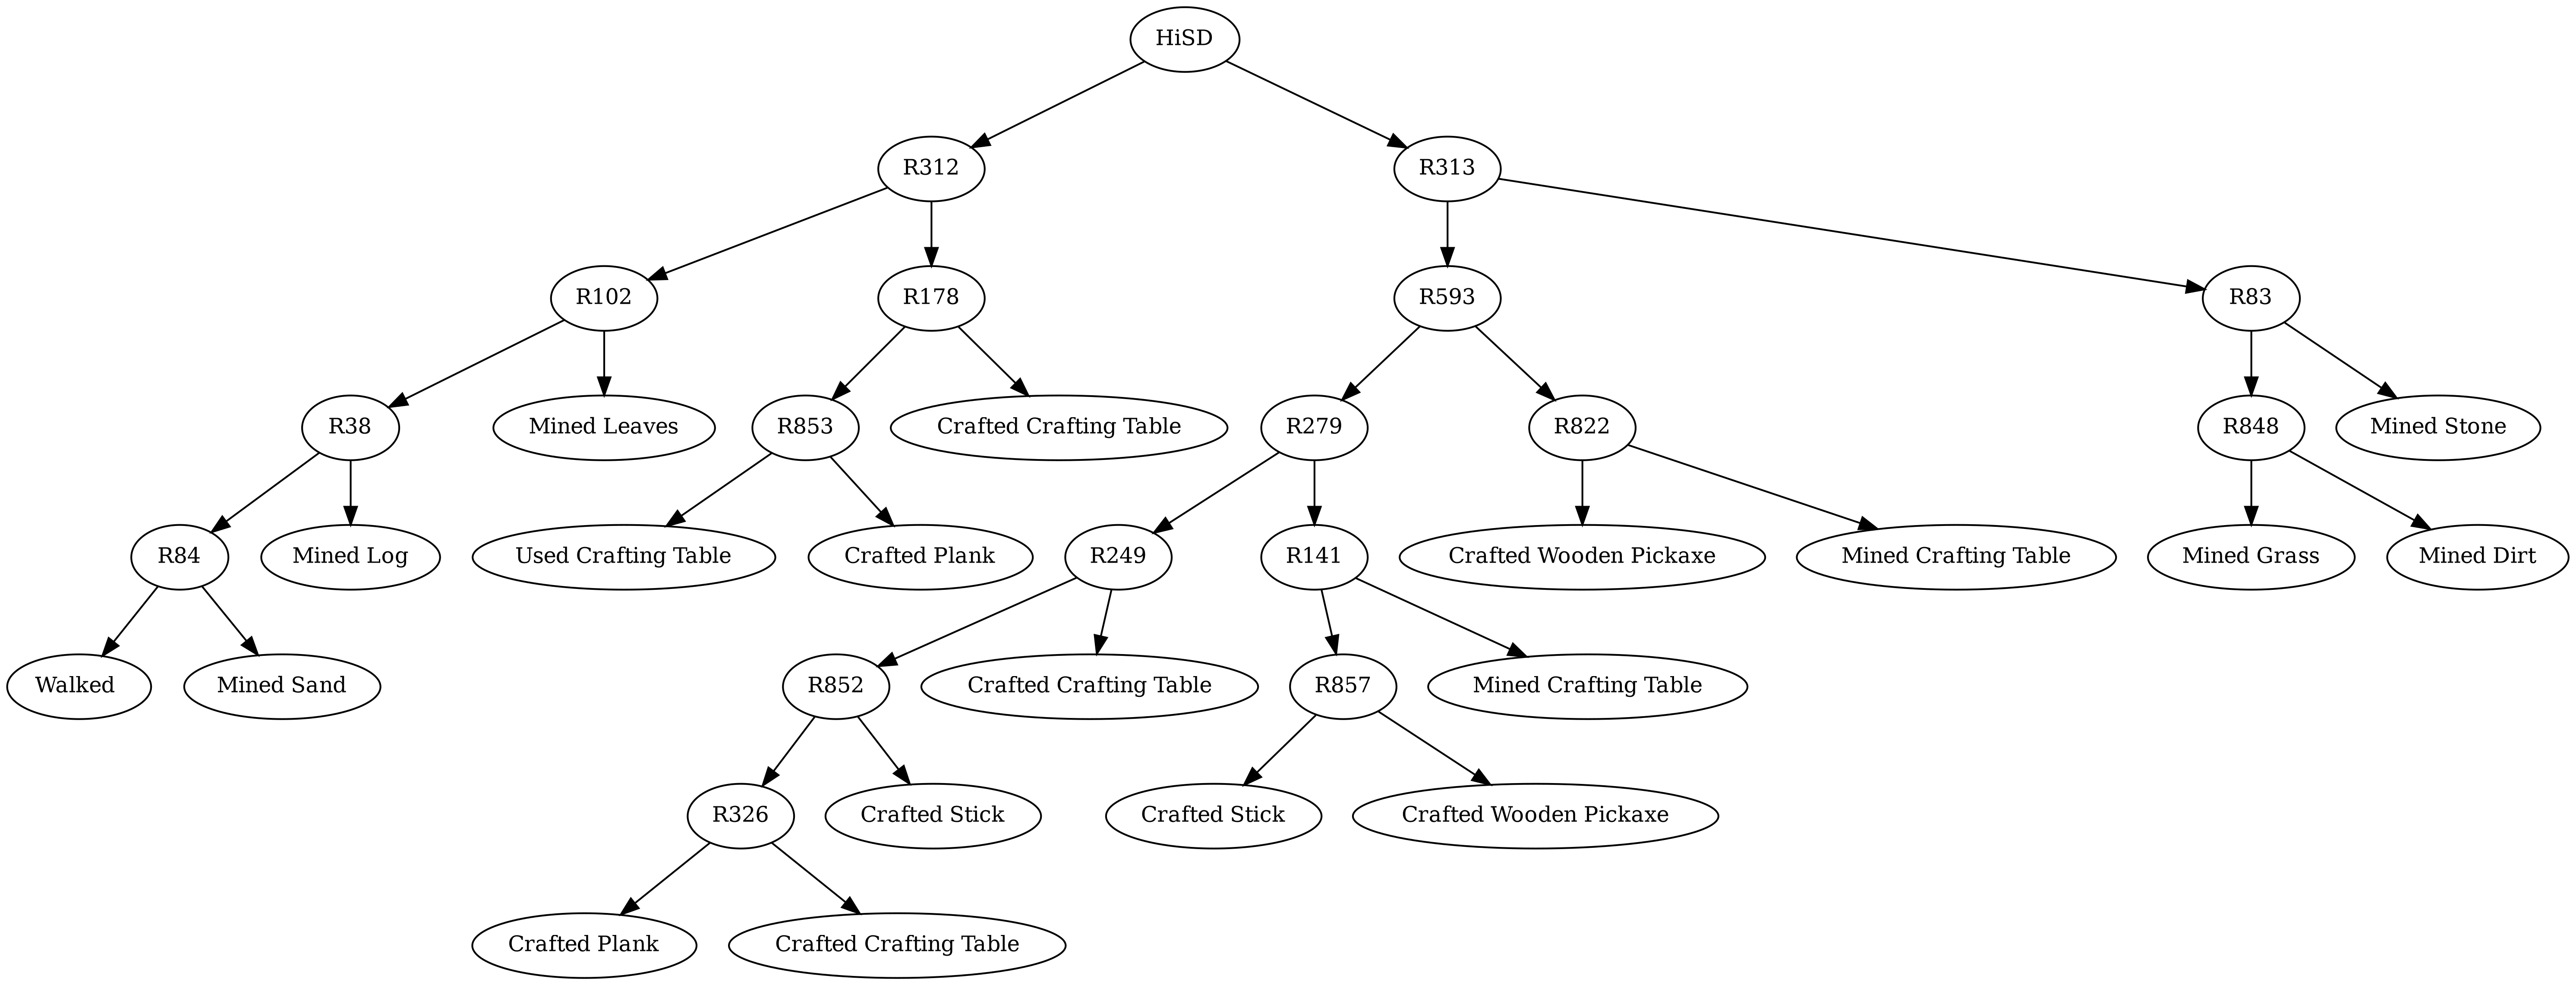 HiSD
R312
R313
R102
R178
R593
R83
R38
Mined Leaves
R853
Crafted Crafting Table
R279
R822
R848
Mined Stone
R84
Mined Log
Used Crafting Table
Crafted Plank
R249
R141
Crafted Wooden Pickaxe
Mined Crafting Table
Mined Grass
Mined Dirt
Walked
Mined Sand
R852
Crafted Crafting Table
R857
Mined Crafting Table
R326
Crafted Stick
Crafted Stick
Crafted Wooden Pickaxe
Crafted Plank
Crafted Crafting Table